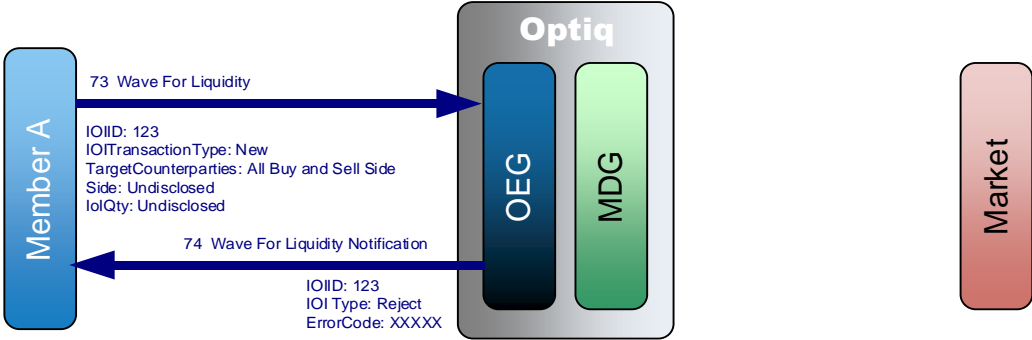 Optiq
Member A
73 Wave For Liquidity
IOIID: 123
IOITransactionType: New
TargetCounterparties: All Buy and Sell Side
Side: Undisclosed
IoIQty: Undisclosed
OEG
MDG
Market
74 Wave For Liquidity Notification
IOIID: 123
IOI Type: Reject
ErrorCode: XXXXX